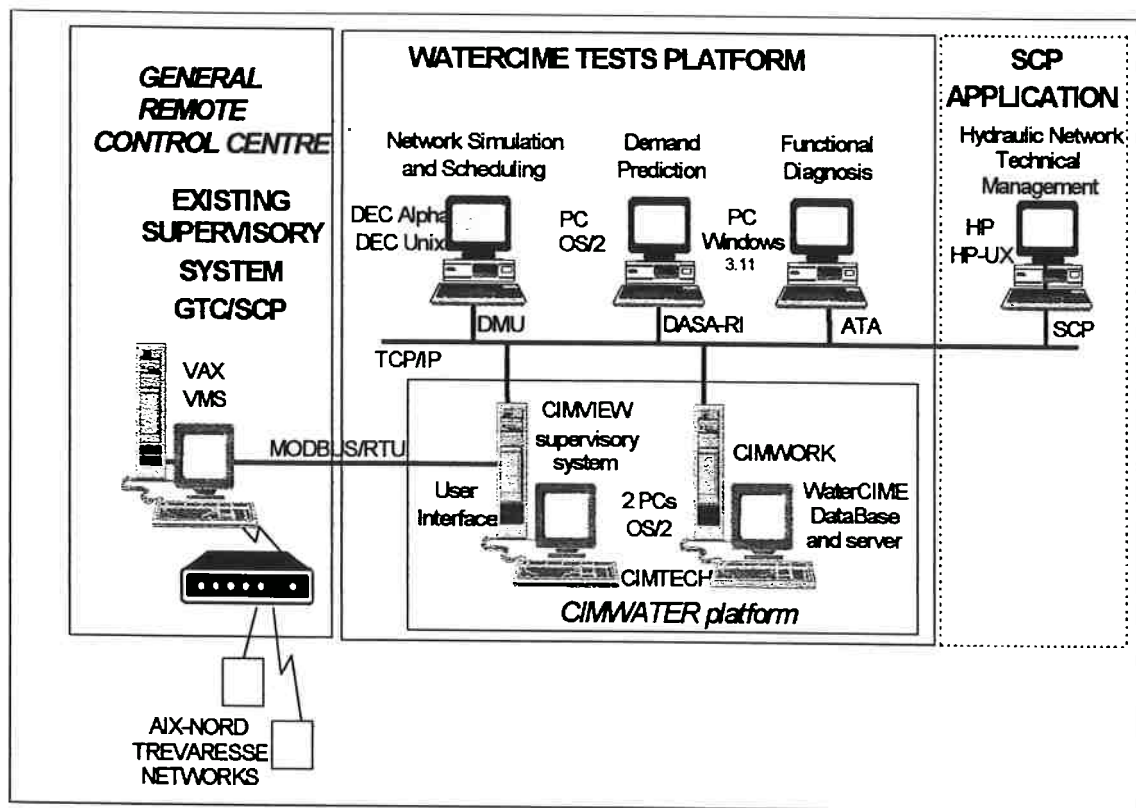 GENERAL
REMOTE
CONTROL CENTRE
EXISTING
SUPERVISORY
SYSTEM
GTC/SCP
VAX
VMS
MODBUS/RTU
AIX-NORD
TREVARESSE
NETWORKS
WATERCIME TESTS PLATFORM
Network Simulation
and Scheduling
DEC Alpha
DEC Unix
DMU
Demand
Prediction
PC
OS/2
DASA-RI
Functional
Diagnosis
PC
Windows
3.11
ATA
TCP/IP
CIMVIEW
supervisory
system
User
Interface
2 PCs
OS/2
CIMTECH
CIMWORK
WaterCIME
DataBase
and server
CIMWATER platform
SCP
APPLICATION
Hydraulic Network
Technical
Management
HP
HP-UX
SCP